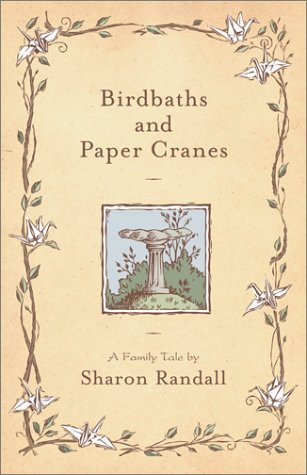 Birdbaths
and
Paper Cranes
A Family Tale by
Sharon Randall